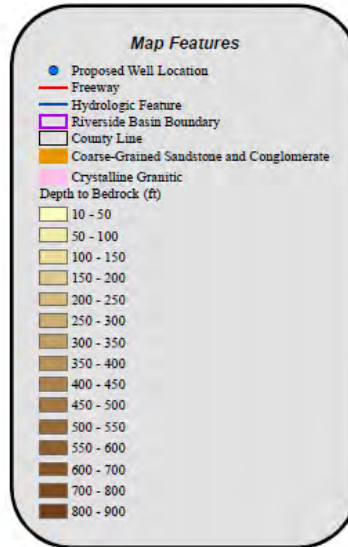 Map Features
Proposed Well Location
Freeway
Hydrologic Feature
Riverside Basin Boundary
County Line
Coarse-Grained Sandstone and Conglomerate
Crystalline Granitic
Depth to Bedrock (ft)
10 - 50
50 - 100
100 - 150
150 - 200
200 - 250
250 - 300
300 - 350
350 - 400
400 - 450
450 - 500
500 - 550
550 - 600
600 - 700
700 - 800
800 - 900